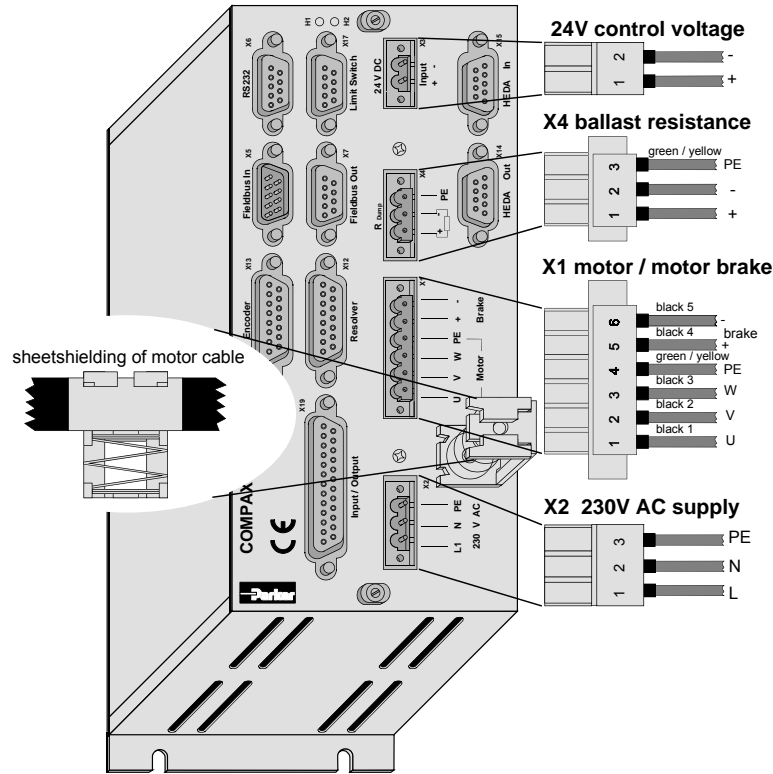 H1 H2
X6
RS232
X17
Limit Switch
X3
24 V DC
Input
+ -
X15
HEDA
In
X5
Fieldbus In
X7
Fieldbus Out
X4
R Dump
+ -
PE
X14
HEDA
Out
X13
Encoder
X12
Resolver
X1
U V W PE + -
Motor
Brake
X19
Input / Output
X2
L1 N PE
230 V AC
COMPAX
CE
Parker
sheetshielding of motor cable
24V control voltage
2 -
1 +
X4 ballast resistance
green / yellow
3 PE
2 -
1 +
X1 motor / motor brake
black 5
6 -
black 4
brake
5 +
green / yellow
4 PE
black 3
3 W
black 2
2 V
black 1
1 U
X2 230V AC supply
3 PE
2 N
1 L